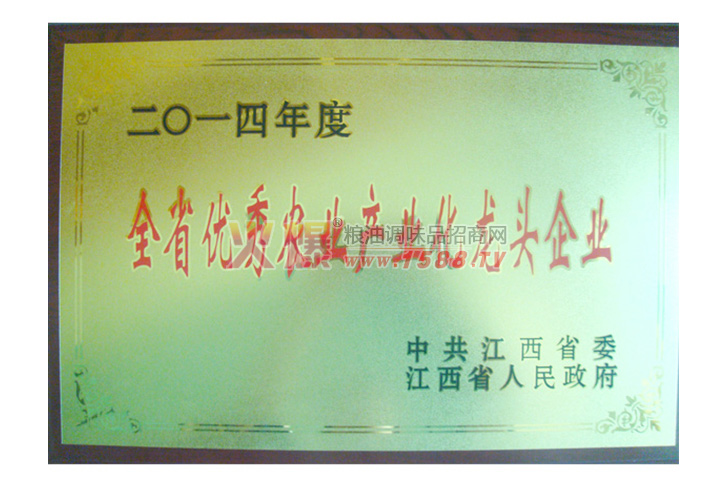 二〇一四年度
全省优秀农业产业化龙头企业
火爆®粮油调味品招商网
www.1588.TV
中共江西省委
江西省人民政府